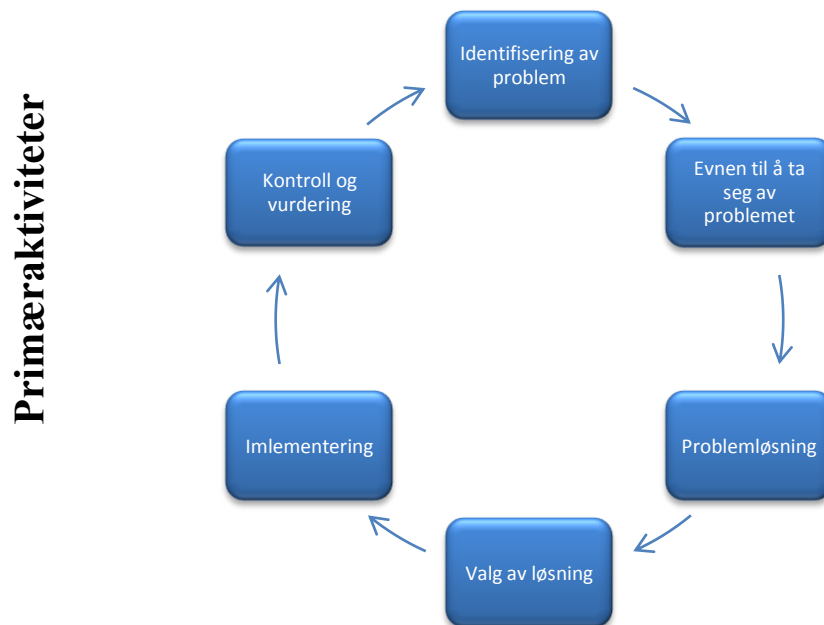 Primæraktiviteter
Identifisering av
problem
Evnen til å ta
seg av
problemet
Problemløsning
Valg av løsning
Imlementering
Kontroll og
vurdering